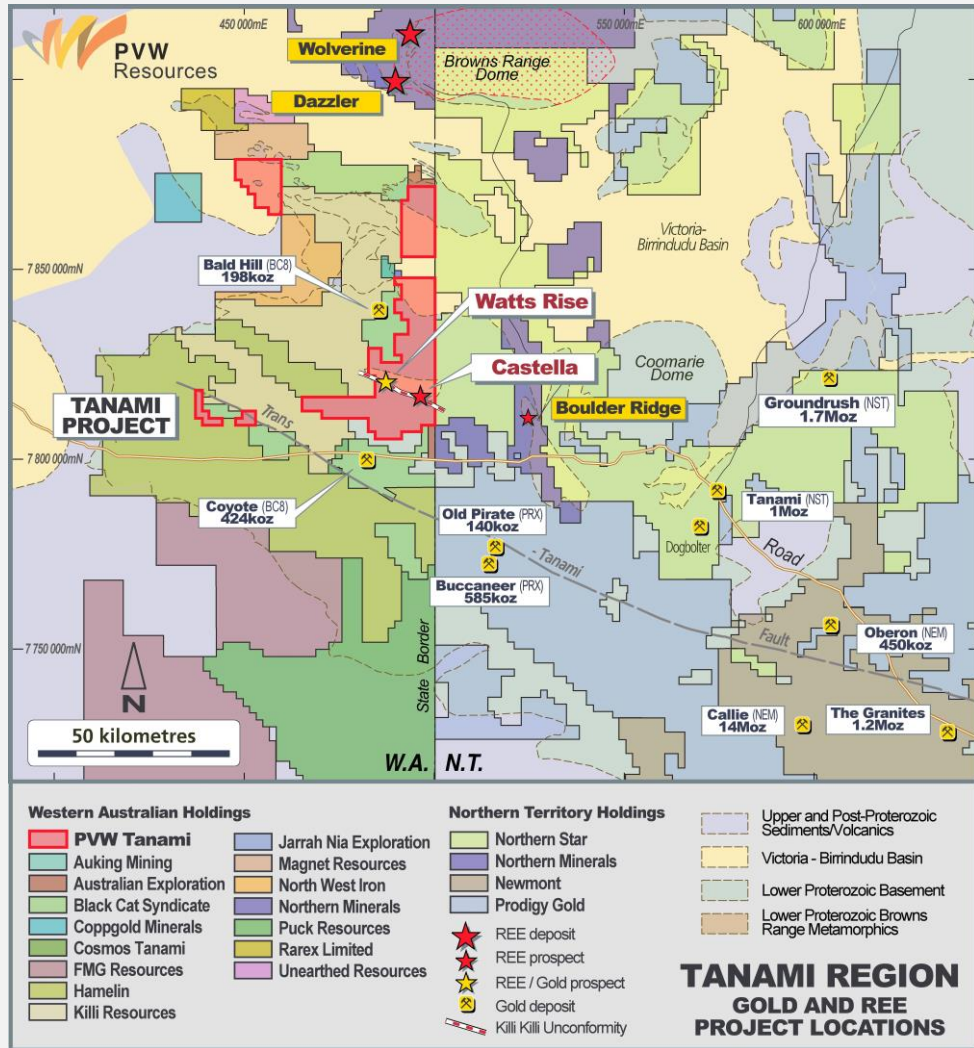 450 000mE
550 000mE
600 000mE
PVW
Resources
Wolverine
Browns Range
Dome
Dazzler
Victoria-
Birrindudu Basin
7 850 000mN
Bald Hill (BC8)
198koz
Watts Rise
Castella
Coomarie
Dome
TANAMI
PROJECT
Trans
Boulder Ridge
Groundrush (NST)
1.7Moz
7 800 000mN
Coyote (BC8)
424koz
Old Pirate (PRX)
140koz
Tanami (NST)
1Moz
Dogbolter
Road
- Tanami
Buccaneer (PRX)
585koz
Fault
Oberon (NEM)
450koz
7 750 000mN
State Border
N
Callie (NEM)
14Moz
The Granites
1.2Moz
50 kilometres
W.A. N.T.
Western Australian Holdings
PVW Tanami
Auking Mining
Australian Exploration
Black Cat Syndicate
Coppgold Minerals
Cosmos Tanami
FMG Resources
Hamelin
Killi Resources
Jarrah Nia Exploration
Magnet Resources
North West Iron
Northern Minerals
Puck Resources
Rarex Limited
Unearthed Resources
Northern Territory Holdings
Northern Star
Northern Minerals
Newmont
Prodigy Gold
REE deposit
REE prospect
REE / Gold prospect
Gold deposit
Killi Killi Unconformity
Upper and Post-Proterozoic
Sediments/Volcanics
Victoria - Birrindudu Basin
Lower Proterozoic Basement
Lower Proterozoic Browns
Range Metamorphics
TANAMI REGION
GOLD AND REE
PROJECT LOCATIONS